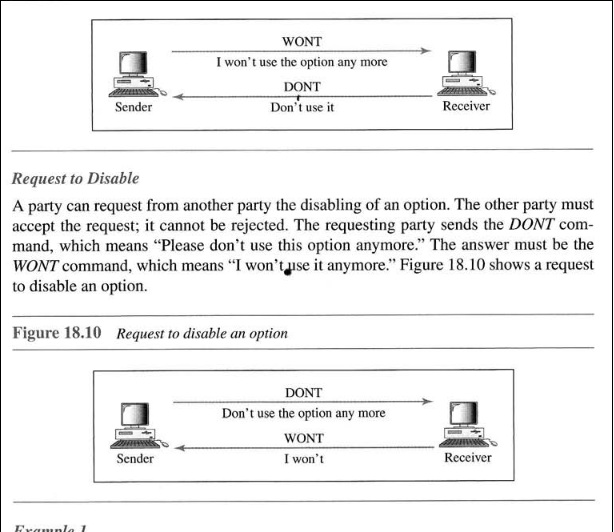 WONT
I won't use the option any more
DONT
Sender
Don't use it
Receiver
Request to Disable
A party can request from another party the disabling of an option. The other party must
accept the request; it cannot be rejected. The requesting party sends the DONT com-
mand, which means “Please don't use this option anymore.” The answer must be the
WONT command, which means “I won't use it anymore.” Figure 18.10 shows a request
to disable an option.
Figure 18.10 Request to disable an option
DONT
Don't use the option any more
WONT
Sender
I won't
Receiver
Example 1